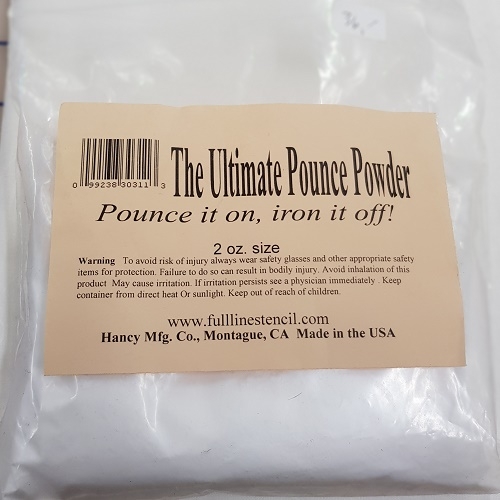 36,-
0 99238 30311 3
The Ultimate Pounce Powder
Pounce it on, iron it off!
2 oz. size
Warning To avoid risk of injury always wear safety glasses and other appropriate safety
items for protection. Failure to do so can result in bodily injury. Avoid inhalation of this
product May cause irritation. If irritation persists see a physician immediately . Keep
container from direct heat Or sunlight. Keep out of reach of children.
www.fulllinestencil.com
Hancy Mfg. Co., Montague, CA Made in the USA